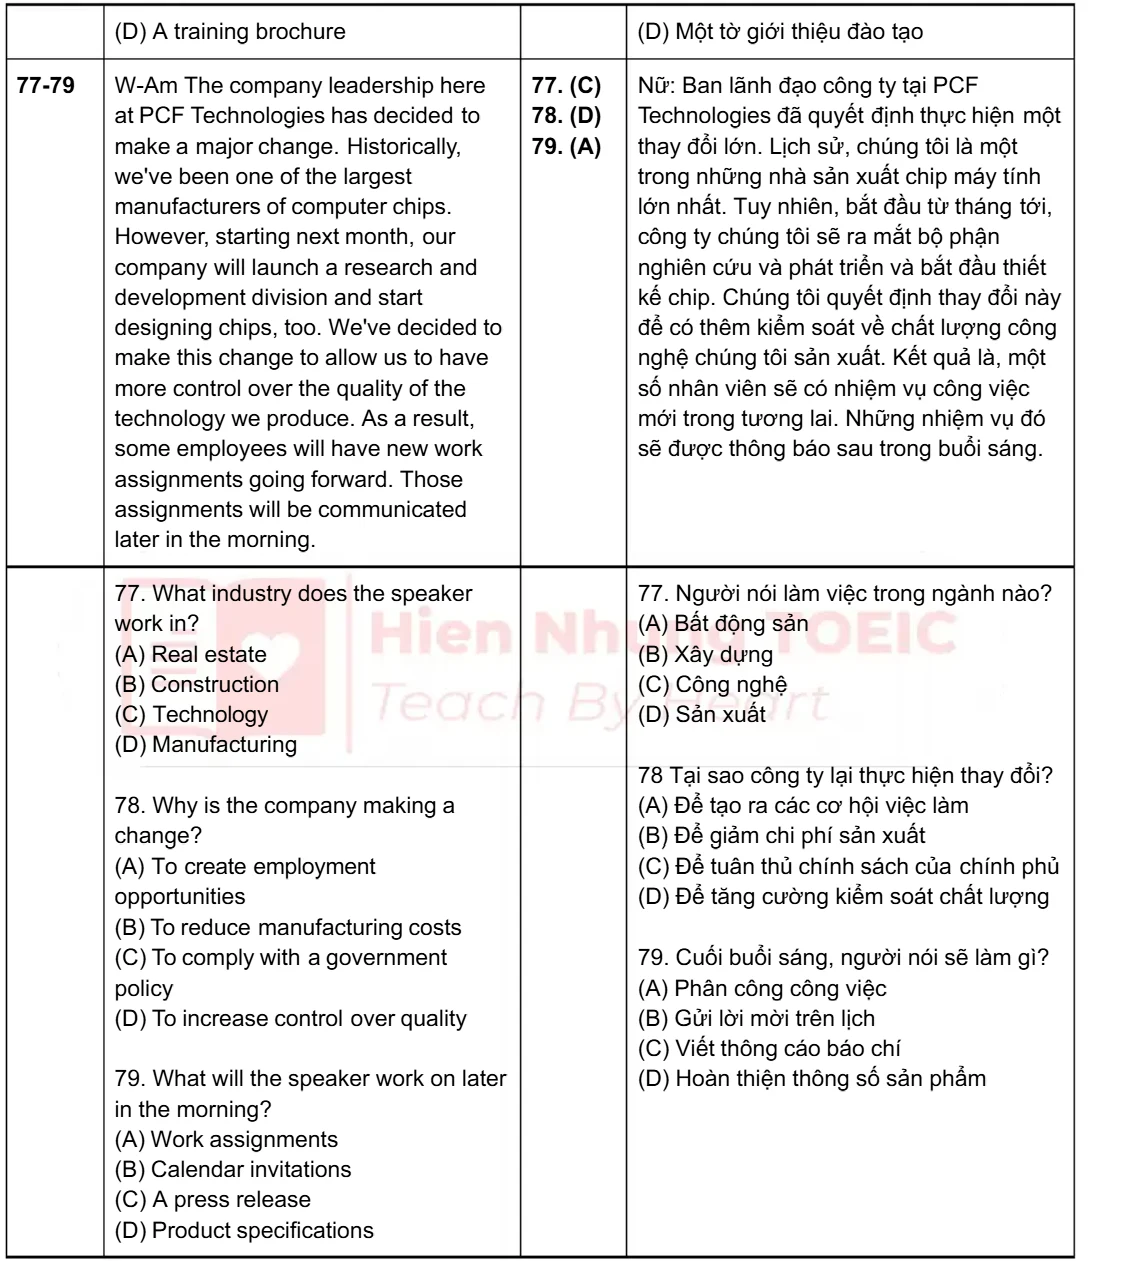 (D) A training brochure
(D) Một tờ giới thiệu đào tạo
77-79
W-Am The company leadership here
at PCF Technologies has decided to
make a major change. Historically,
we've been one of the largest
manufacturers of computer chips.
However, starting next month, our
company will launch a research and
development division and start
designing chips, too. We've decided to
make this change to allow us to have
more control over the quality of the
technology we produce. As a result,
some employees will have new work
assignments going forward. Those
assignments will be communicated
later in the morning.
77. (C)
78. (D)
79. (A)
Nữ: Ban lãnh đạo công ty tại PCF
Technologies đã quyết định thực hiện một
thay đổi lớn. Lịch sử, chúng tôi là một
trong những nhà sản xuất chip máy tính
lớn nhất. Tuy nhiên, bắt đầu từ tháng tới,
công ty chúng tôi sẽ ra mắt bộ phận
nghiên cứu và phát triển và bắt đầu thiết
kế chip. Chúng tôi quyết định thay đổi này
để có thêm kiểm soát về chất lượng công
nghệ chúng tôi sản xuất. Kết quả là, một
số nhân viên sẽ có nhiệm vụ công việc
mới trong tương lai. Những nhiệm vụ đó
sẽ được thông báo sau trong buổi sáng.
77. What industry does the speaker
work in?
(A) Real estate
(B) Construction
(C) Technology
(D) Manufacturing
78. Why is the company making a
change?
(A) To create employment
opportunities
(B) To reduce manufacturing costs
(C) To comply with a government
policy
(D) To increase control over quality
79. What will the speaker work on later
in the morning?
(A) Work assignments
(B) Calendar invitations
(C) A press release
(D) Product specifications
77. Người nói làm việc trong ngành nào?
(A) Bất động sản
(B) Xây dựng
(C) Công nghệ
(D) Sản xuất
78 Tại sao công ty lại thực hiện thay đổi?
(A) Để tạo ra các cơ hội việc làm
(B) Để giảm chi phí sản xuất
(C) Để tuân thủ chính sách của chính phủ
(D) Để tăng cường kiểm soát chất lượng
79. Cuối buổi sáng, người nói sẽ làm gì?
(A) Phân công công việc
(B) Gửi lời mời trên lịch
(C) Viết thông cáo báo chí
(D) Hoàn thiện thông số sản phẩm
Hien Nhung TOEIC
Teach By Heart